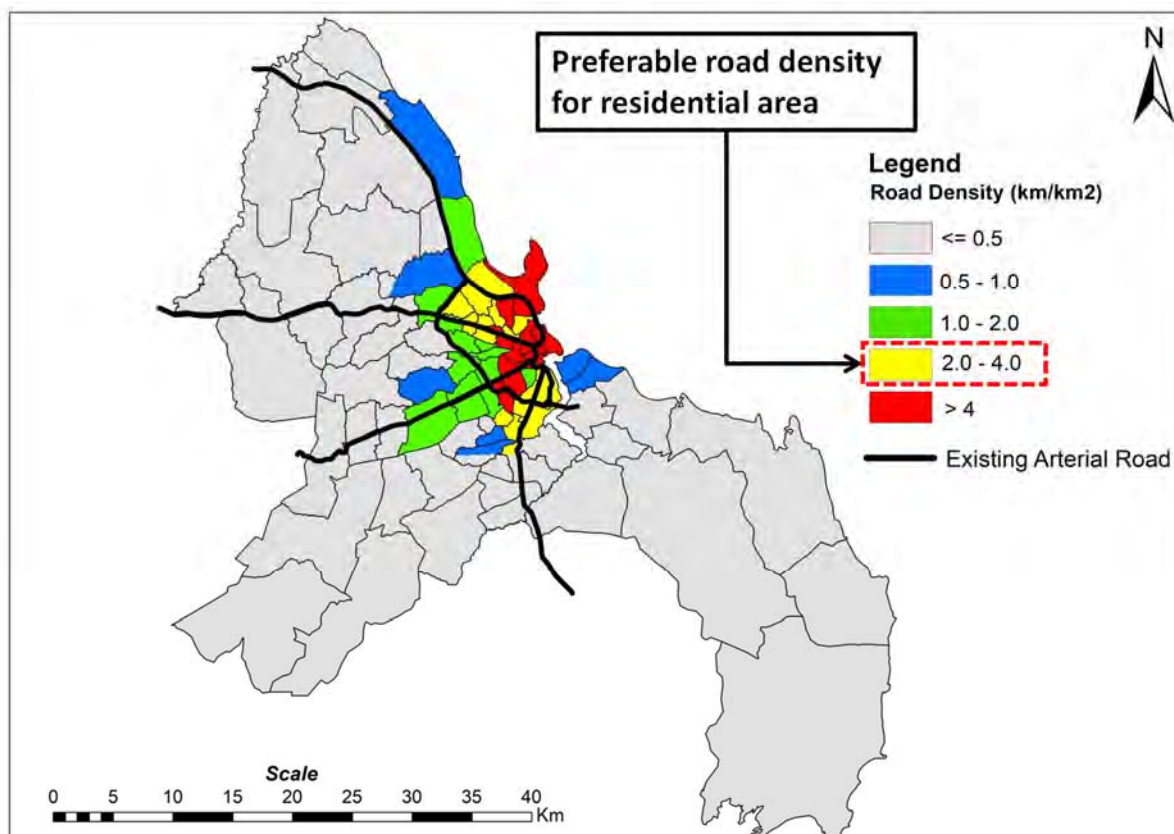 Preferable road density
for residential area
N
Legend
Road Density (km/km2)
<= 0.5
0.5 - 1.0
1.0 - 2.0
2.0 - 4.0
> 4
Existing Arterial Road
Scale
0 5 10 15 20 25 30 35 40
Km